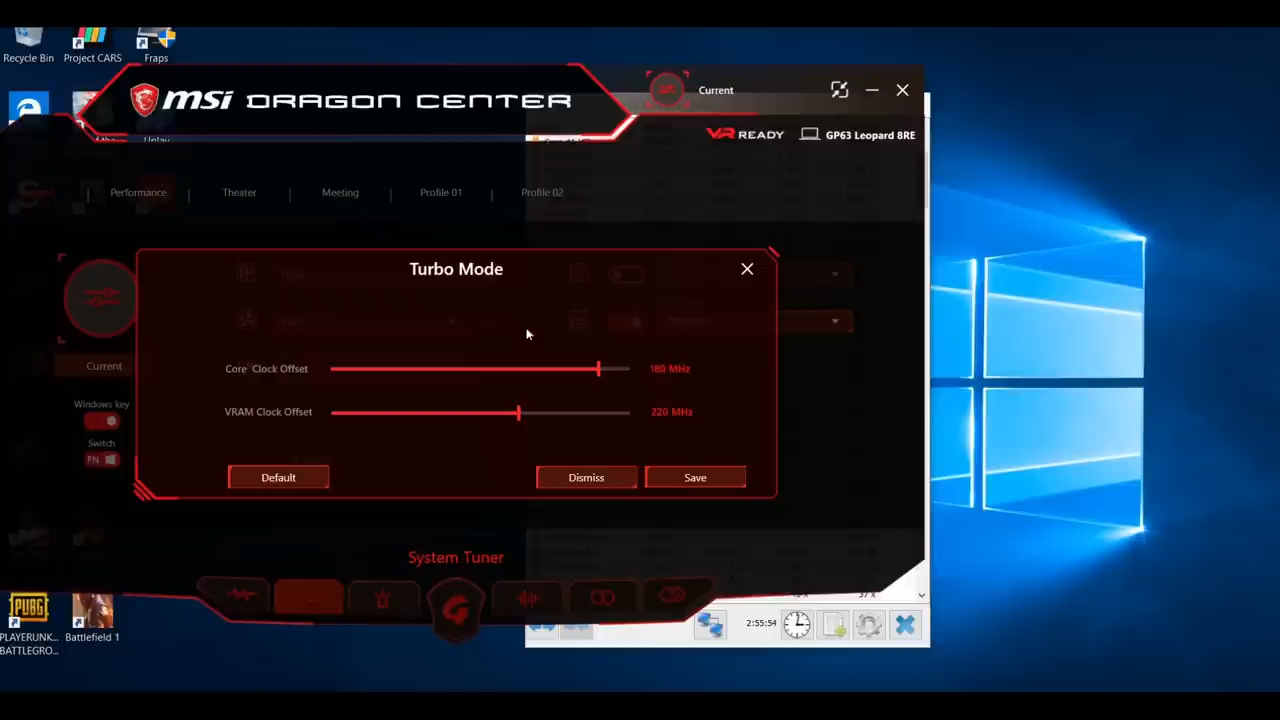 Recycle Bin
Project CARS
Fraps
msi DRAGON CENTER
Current
VR READY
GP63 Leopard 8RE
Uplay
Performance
Theater
Meeting
Profile 01
Profile 02
Turbo Mode
Core Clock Offset
180 MHz
VRAM Clock Offset
220 MHz
Current
Windows key
Switch
FN
Default
Dismiss
Save
System Tuner
PUBG
PLAYERUNK...
BATTLEGRO...
Battlefield 1
2:55:54